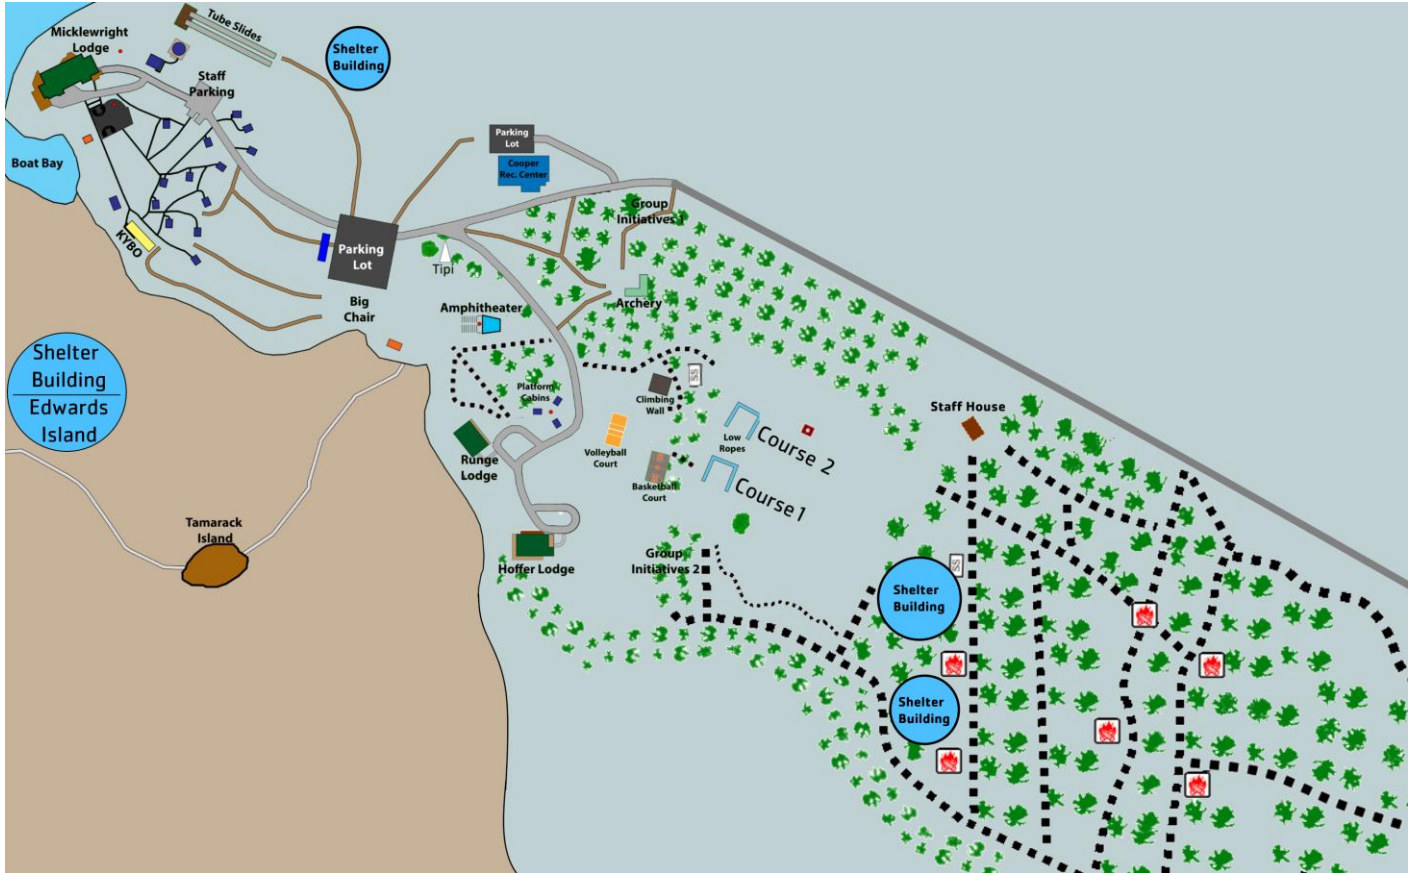 Tube Slides
Micklewright
Lodge
Shelter
Building
Staff
Parking
Parking
Lot
Boat Bay
Cooper
Rec. Center
Group
Initiatives 1
KYBO
Parking
Lot
Tipi
Big
Chair
Amphitheater
Archery
Shelter
Building
Edwards
Island
SS
Platform
Cabins
Climbing
Wall
Staff House
Low
Ropes
Course 2
Volleyball
Court
Runge
Lodge
Basketball
Court
Course 1
Tamarack
Island
Hoffer Lodge
Group
Initiatives 2
SS
Shelter
Building
Shelter
Building